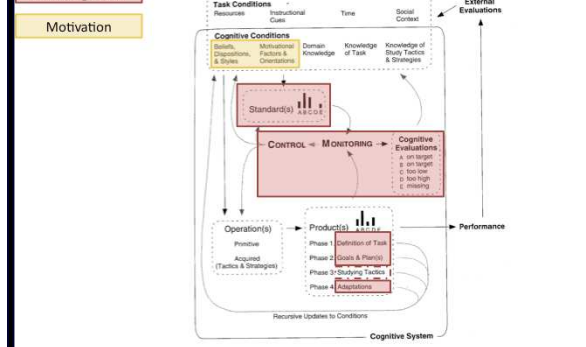 Task Conditions
External
Evaluations
Resources
Instructional
Cues
Time
Social
Context
Motivation
Cognitive Conditions
Beliefs,
Dispositions,
& Styles
Motivational
Factors &
Orientations
Domain
Knowledge
Knowledge
of Task
Knowledge of
Study Tactics
& Strategies
Standard(s)
A B C D E
CONTROL
MONITORING
Cognitive
Evaluations
A on target
B on target
C too low
D too high
E missing
Operation(s)
Primitive
Acquired
(Tactics & Strategies)
Product(s)
A B C D E
Phase 1: Definition of Task
Phase 2: Goals & Plan(s)
Phase 3: Studying Tactics
Phase 4: Adaptations
Performance
Recursive Updates to Conditions
Cognitive System